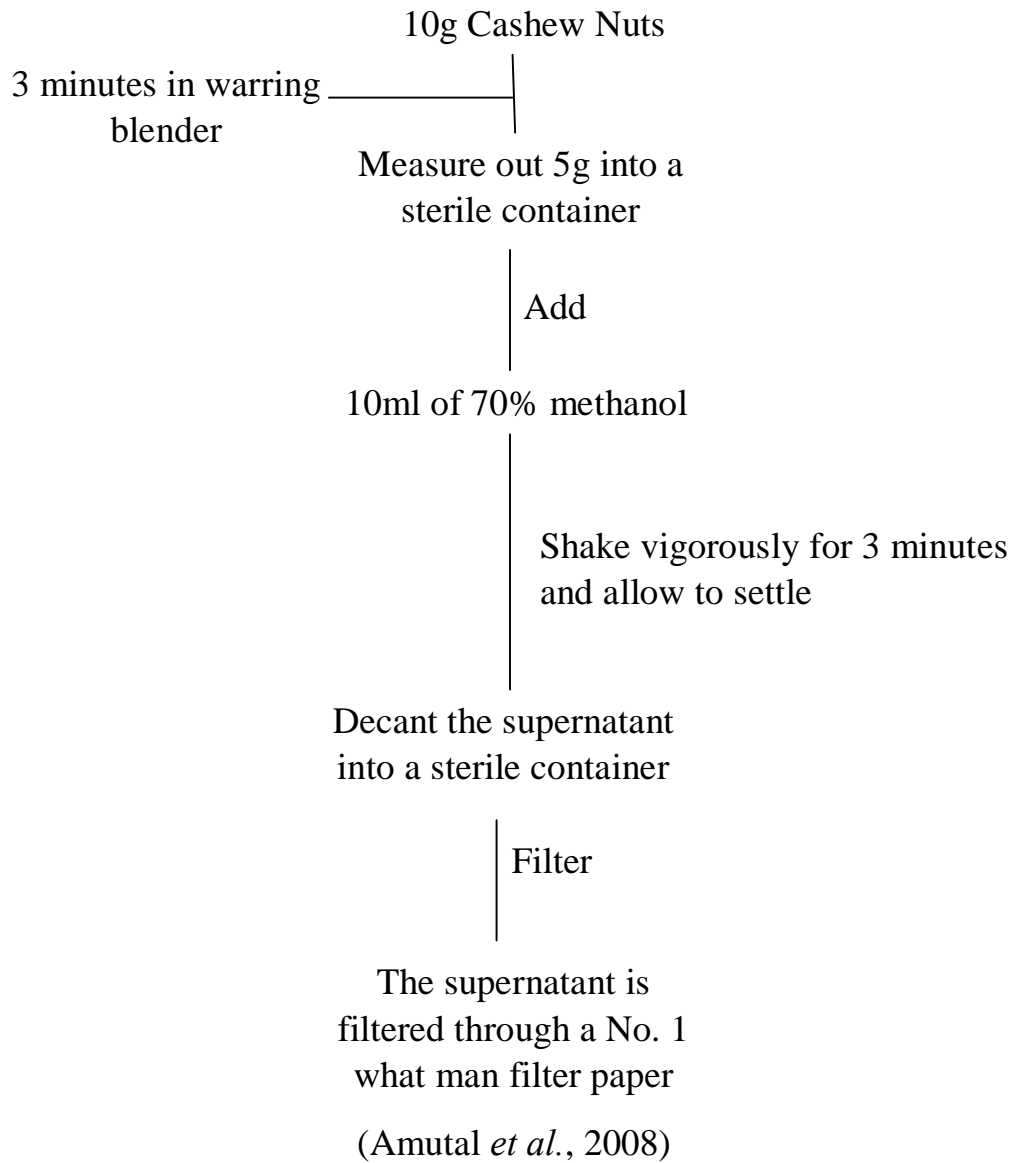 10g Cashew Nuts
3 minutes in warring
blender
Measure out 5g into a
sterile container
Add
10ml of 70% methanol
Shake vigorously for 3 minutes
and allow to settle
Decant the supernatant
into a sterile container
Filter
The supernatant is
filtered through a No. 1
what man filter paper
(Amutal et al., 2008)